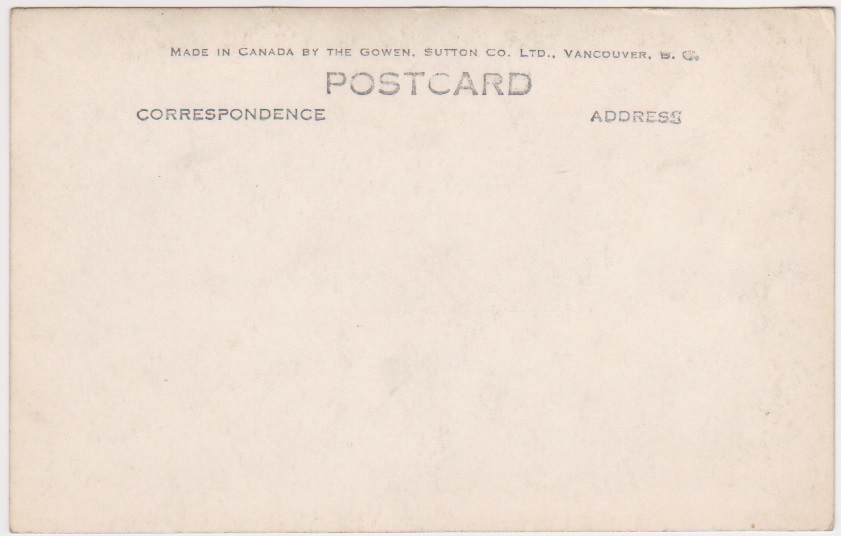 MADE IN CANADA BY THE GOWEN, SUTTON CO. LTD., VANCOUVER, B. C.
POSTCARD
CORRESPONDENCE ADDRESS